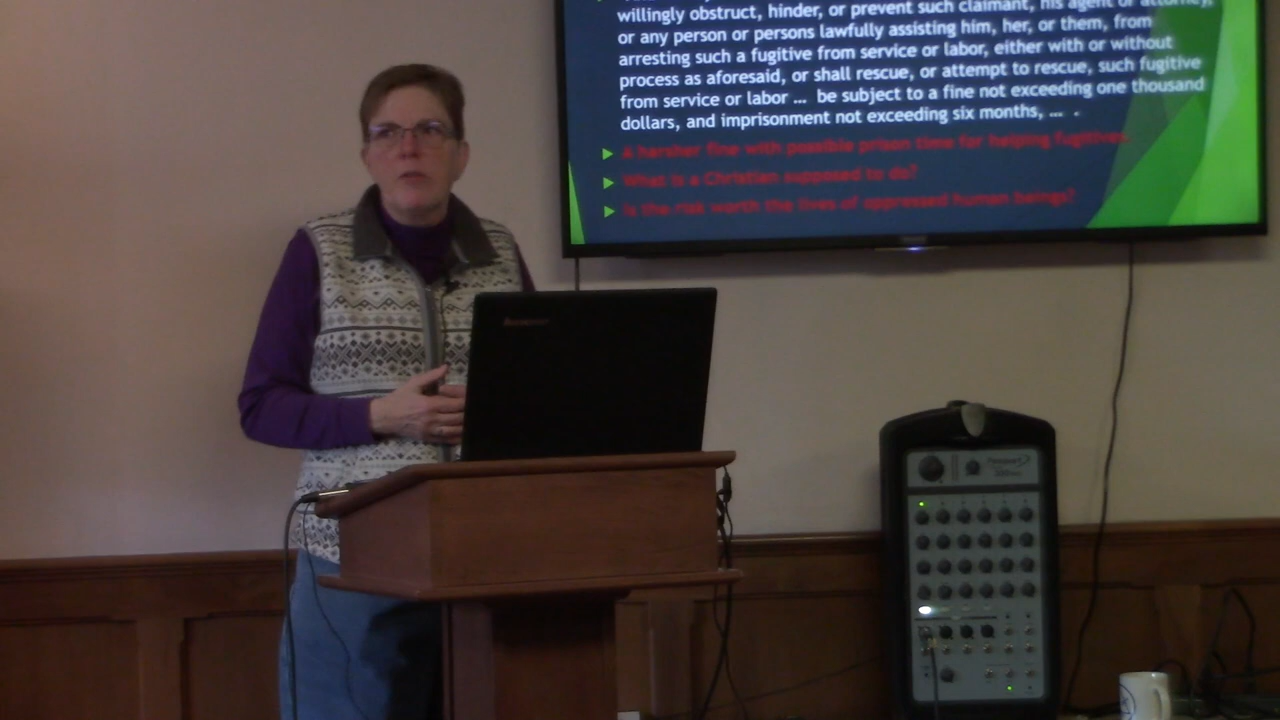 willingly obstruct, hinder, or prevent such claimant, his agent or attorney,
or any person or persons lawfully assisting him, her, or them, from
arresting such a fugitive from service or labor, either with or without
process as aforesaid, or shall rescue, or attempt to rescue, such fugitive
from service or labor ... be subject to a fine not exceeding one thousand
dollars, and imprisonment not exceeding six months, ... .
A harsher fine with possible prison time for helping fugitives.
What is a Christian supposed to do?
Is the risk worth the lives of oppressed human beings?
lenovo